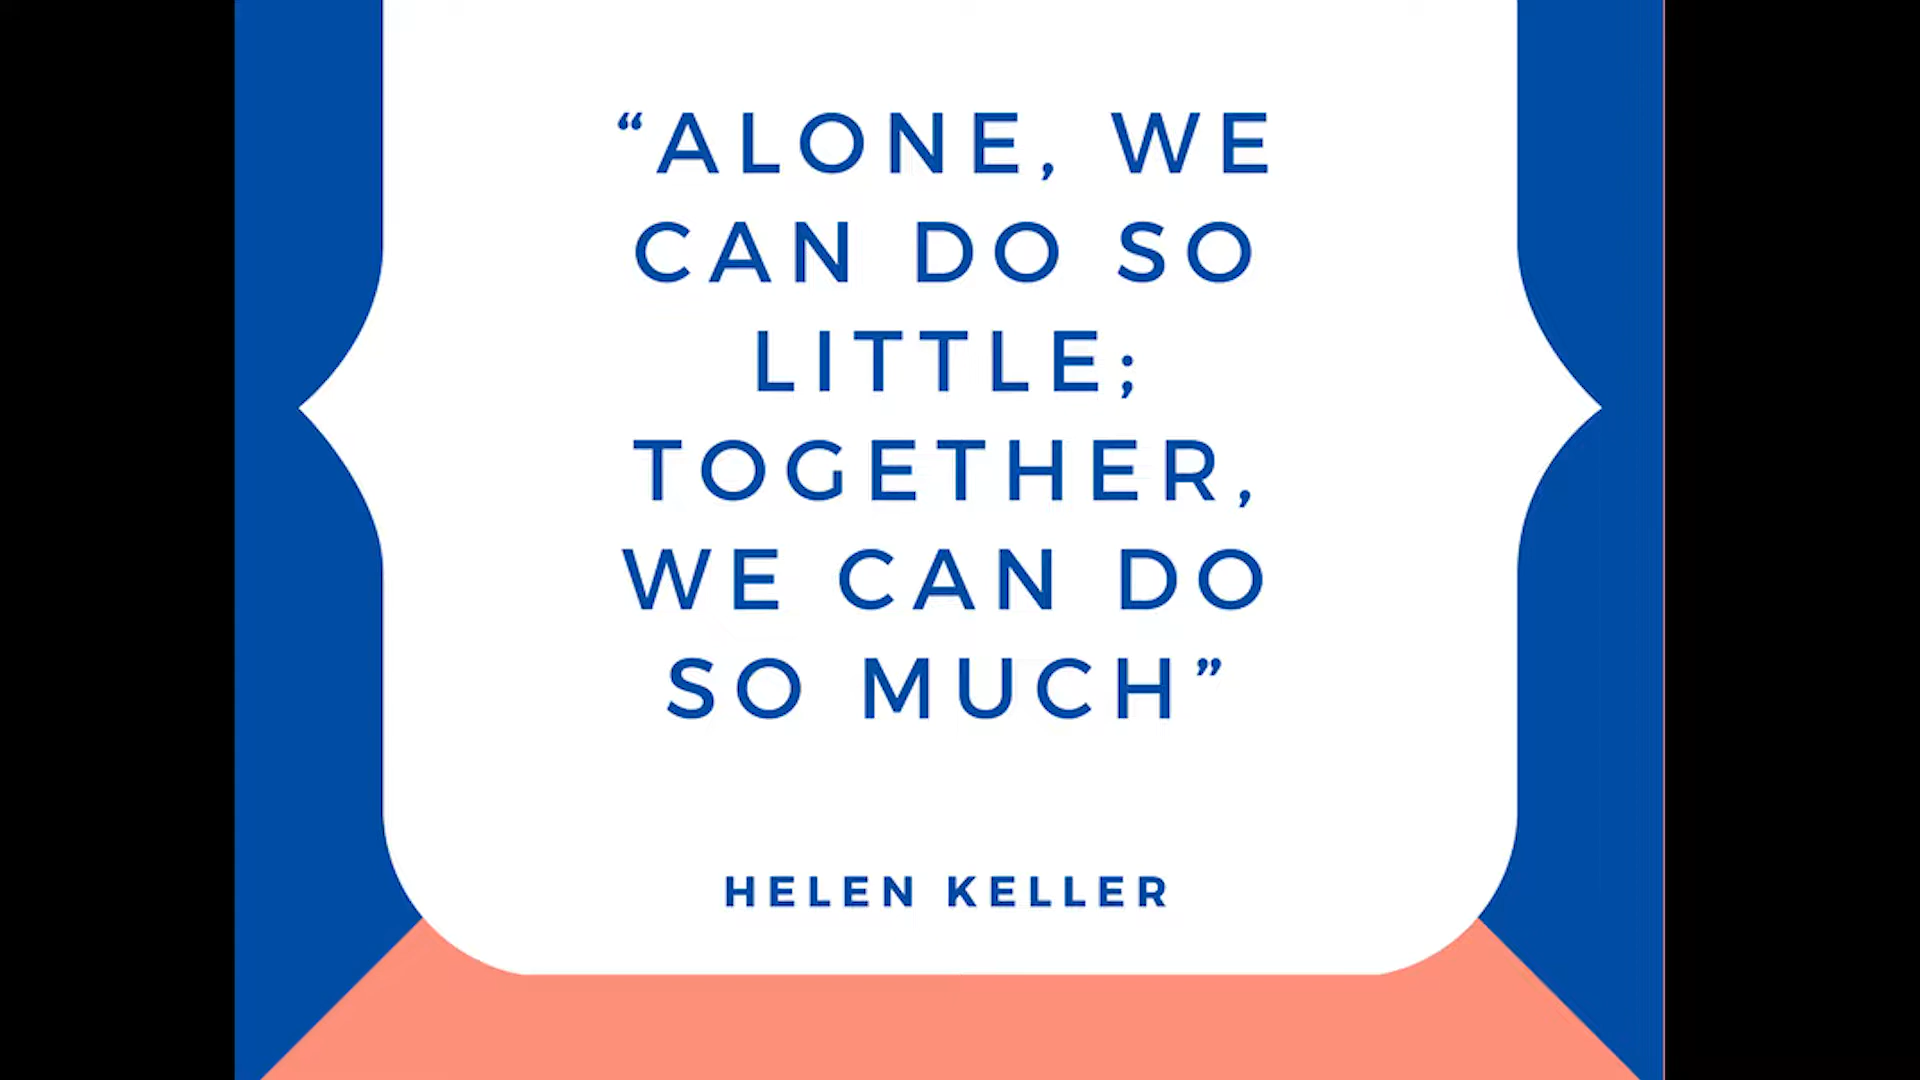 “ALONE, WE
CAN DO SO
LITTLE;
TOGETHER,
WE CAN DO
SO MUCH”
HELEN KELLER